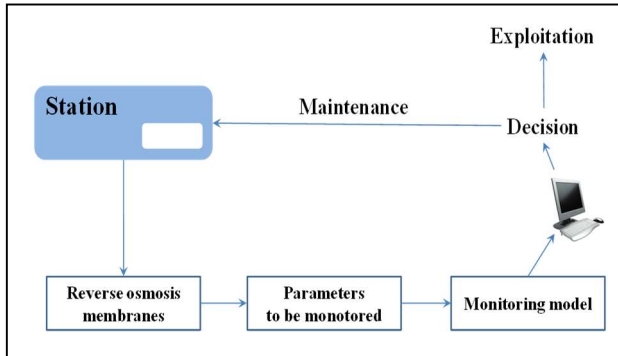 Exploitation
Station
Maintenance
Decision
Reverse osmosis
membranes
Parameters
to be monotored
Monitoring model